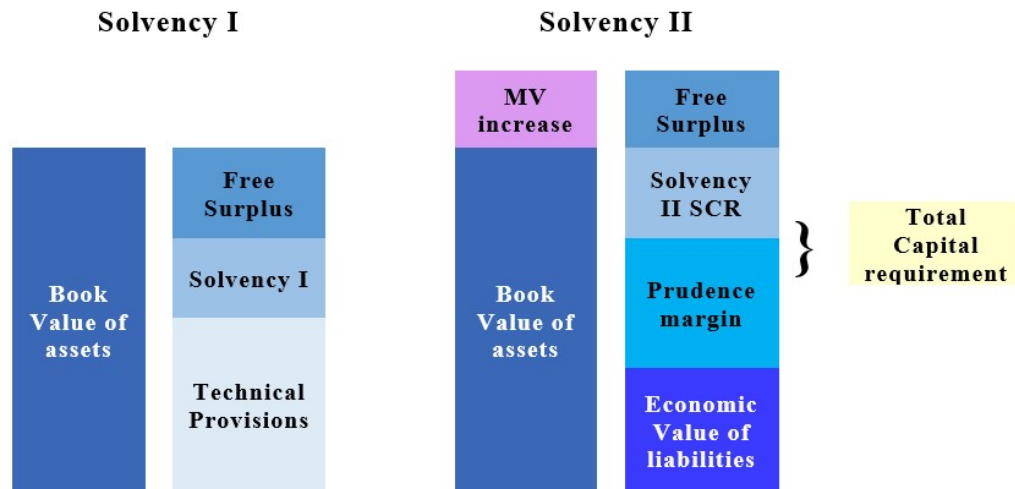 Solvency I
Solvency II
Book
Value of
assets
Free
Surplus
Solvency I
Technical
Provisions
MV
increase
Book
Value of
assets
Free
Surplus
Solvency
II SCR
Prudence
margin
Economic
Value of
liabilities
}
Total
Capital
requirement